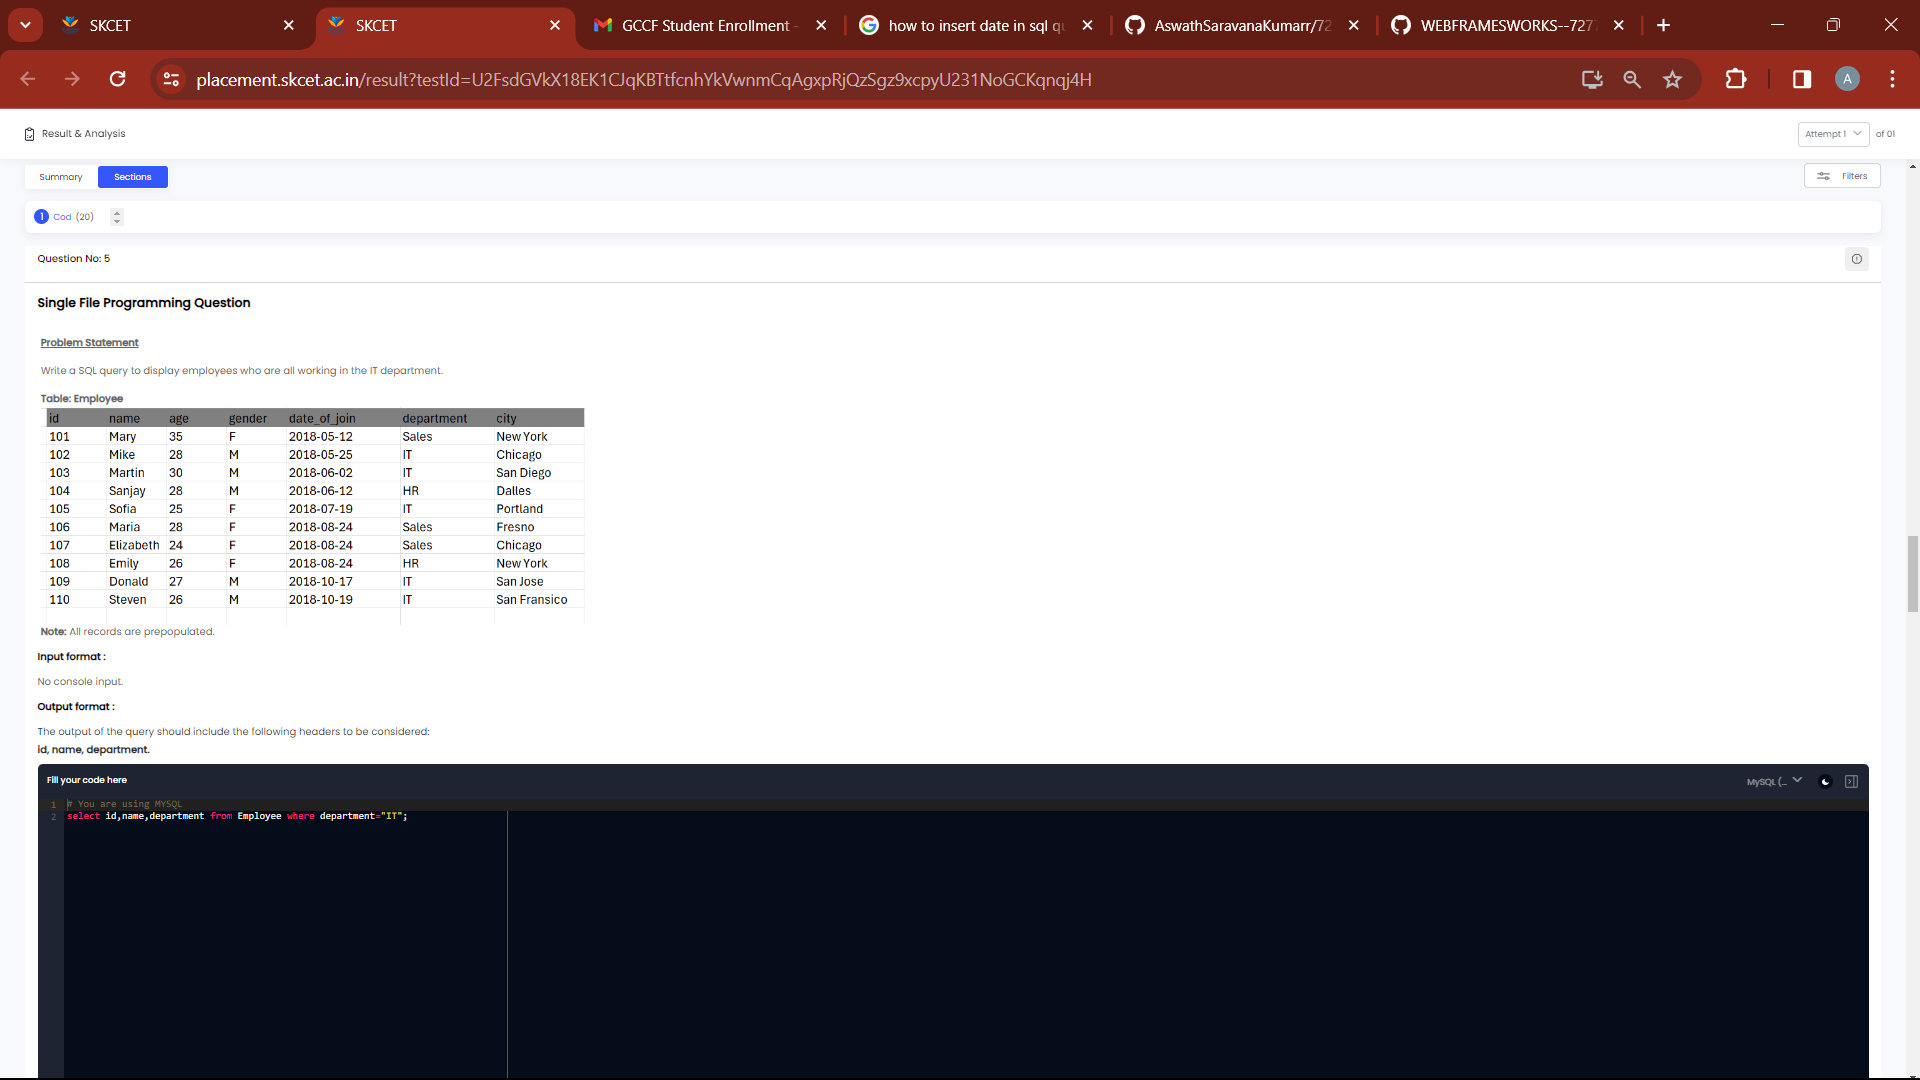 SKCET
SKCET
GCCF Student Enrollment -
how to insert date in sql qu
AswathSaravanaKumarr/72
WEBFRAMESWORKS--727
placement.skcet.ac.in/result?testId=U2FsdGVkX18EK1CJqKBTtfcnhYkVwnmCqAgxpRjQzSgz9xcpyU231NoGCKqnqj4H
A
Result & Analysis
Attempt 1
of 01
Summary
Sections
Filters
1 Cod (20)
Question No: 5
Single File Programming Question
Problem Statement
Write a SQL query to display employees who are all working in the IT department.
Table: Employee
id name age gender date_of_join department city
101 Mary 35 F 2018-05-12 Sales New York
102 Mike 28 M 2018-05-25 IT Chicago
103 Martin 30 M 2018-06-02 IT San Diego
104 Sanjay 28 M 2018-06-12 HR Dalles
105 Sofia 25 F 2018-07-19 IT Portland
106 Maria 28 F 2018-08-24 Sales Fresno
107 Elizabeth 24 F 2018-08-24 Sales Chicago
108 Emily 26 F 2018-08-24 HR New York
109 Donald 27 M 2018-10-17 IT San Jose
110 Steven 26 M 2018-10-19 IT San Fransico
Note: All records are prepopulated.
Input format :
No console input.
Output format :
The output of the query should include the following headers to be considered:
id, name, department.
Fill your code here
MySQL (...
1 # You are using MYSQL
2 select id,name,department from Employee where department="IT";